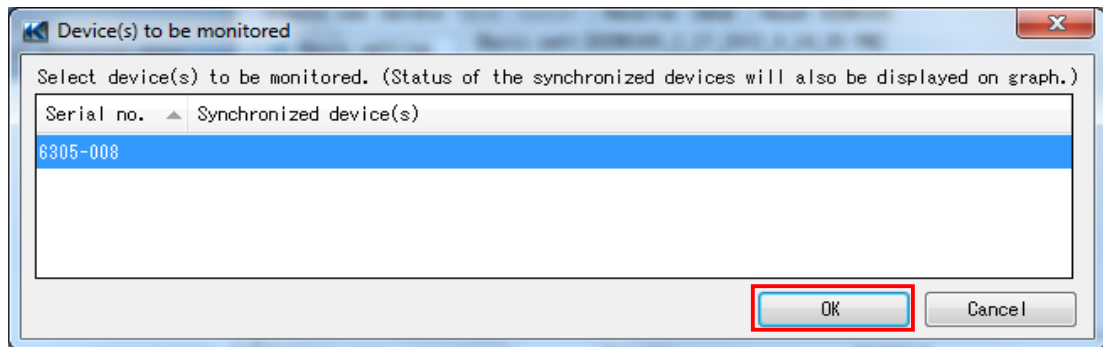 Device(s) to be monitored
Select device(s) to be monitored. (Status of the synchronized devices will also be displayed on graph.)
Serial no. Synchronized device(s)
6305-008
OK Cancel